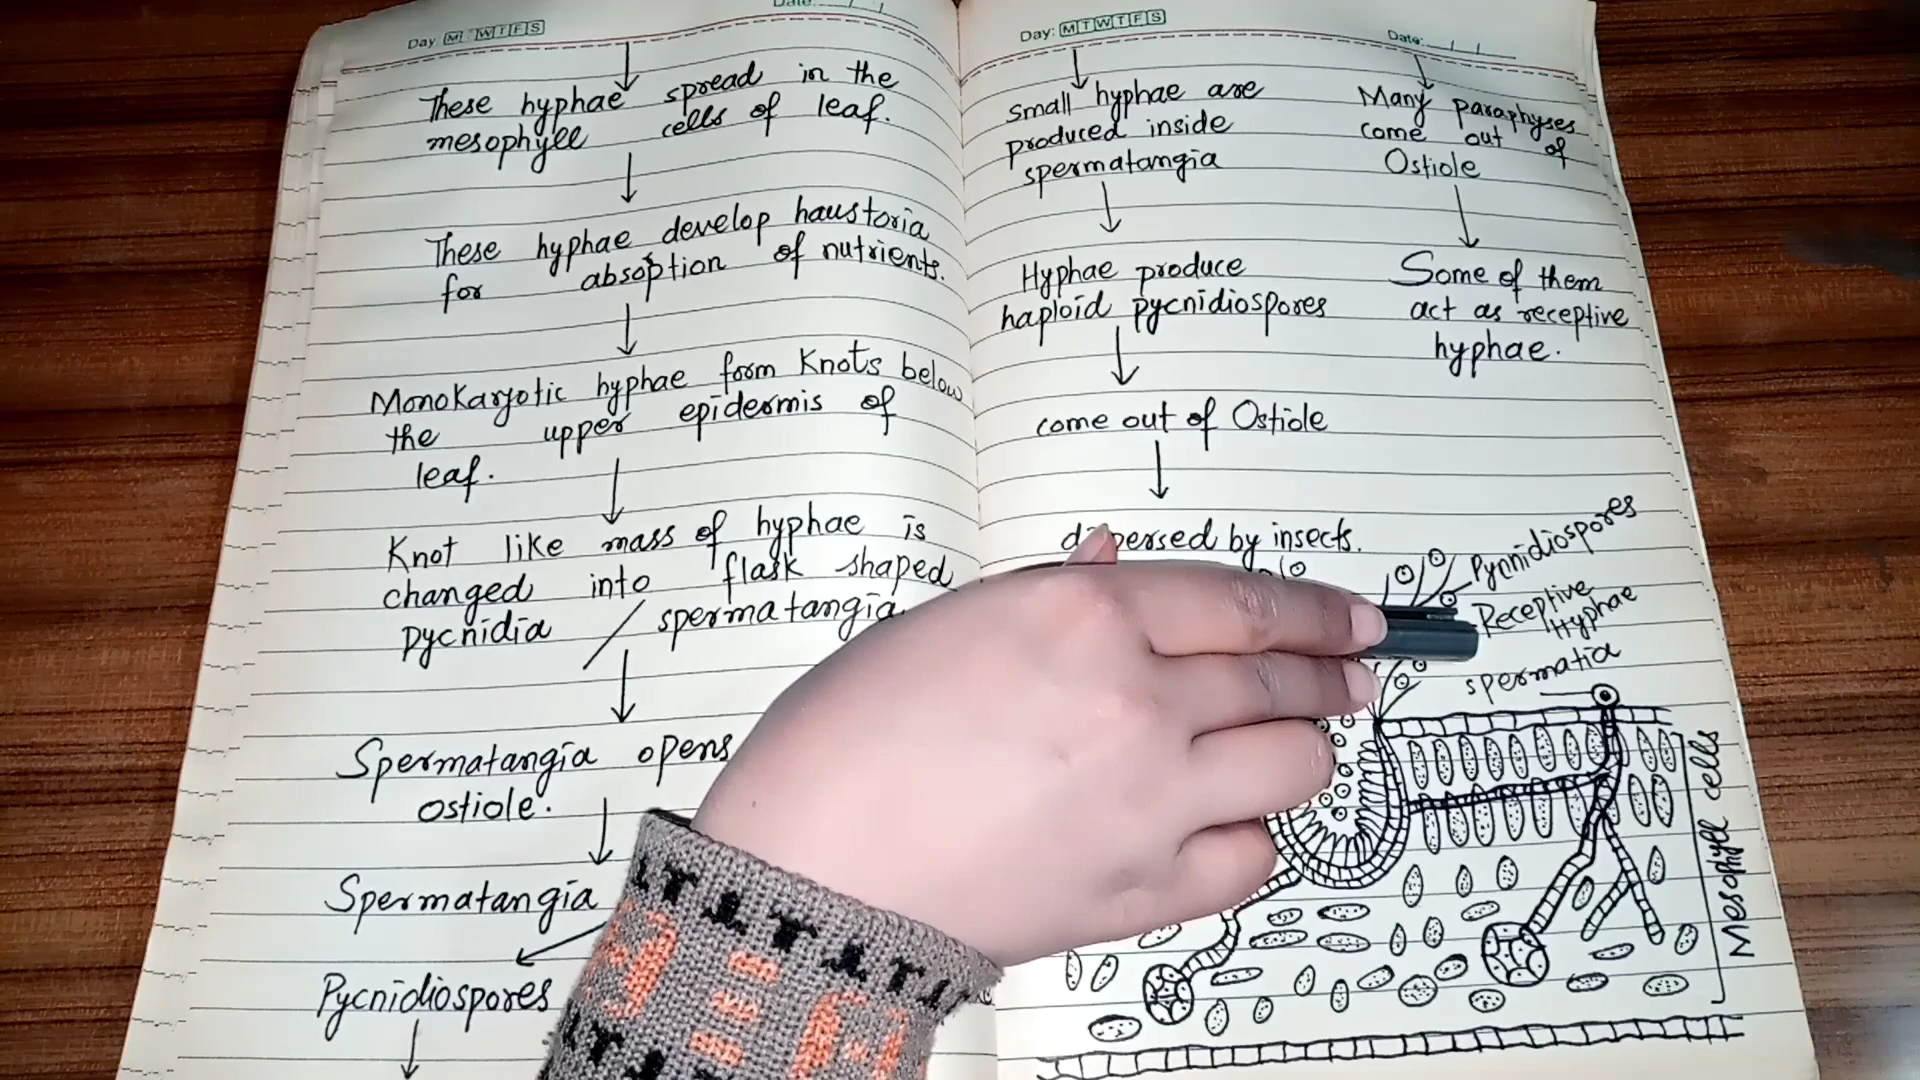 Day: M T W T F S
Date:
These hyphae spread in the
mesophyll cells of leaf.
These hyphae develop haustoria
for absoption of nutrients.
Monokaryotic hyphae form Knots below
the upper epidermis of
leaf.
Knot like mass of hyphae is
changed into flask shaped
Pycnidia / spermatangia.
Spermatangia opens
ostiole.
Spermatangia
Pycnidiospores
Day: M T W T F S
Date:
Small hyphae are
produced inside
spermatangia
Hyphae produce
haploid pycnidiospores
come out of Ostiole
dispersed by insects.
Many paraphyses
come out of
Ostiole
Some of them
act as receptive
hyphae.
Pynnidiospores
Receptive
Hyphae
spermatia
Mesophyll cells